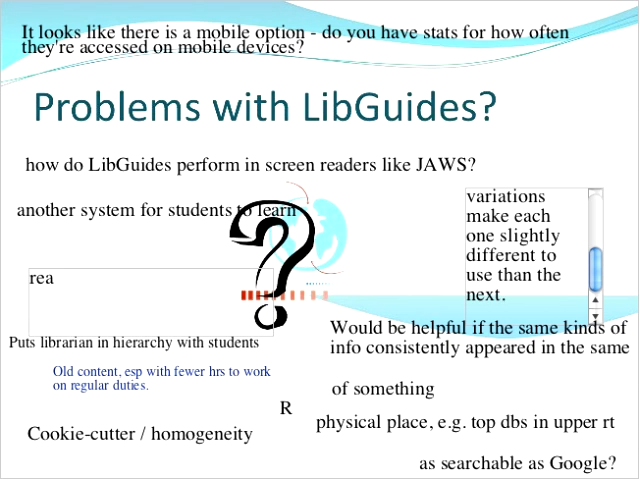 It looks like there is a mobile option - do you have stats for how often
they're accessed on mobile devices?
Problems with LibGuides?
how do LibGuides perform in screen readers like JAWS?
another system for students to learn
variations
make each
one slightly
different to
use than the
next.
rea
Would be helpful if the same kinds of
info consistently appeared in the same
Puts librarian in hierarchy with students
Old content, esp with fewer hrs to work
on regular duties.
of something
R
physical place, e.g. top dbs in upper rt
Cookie-cutter / homogeneity
as searchable as Google?